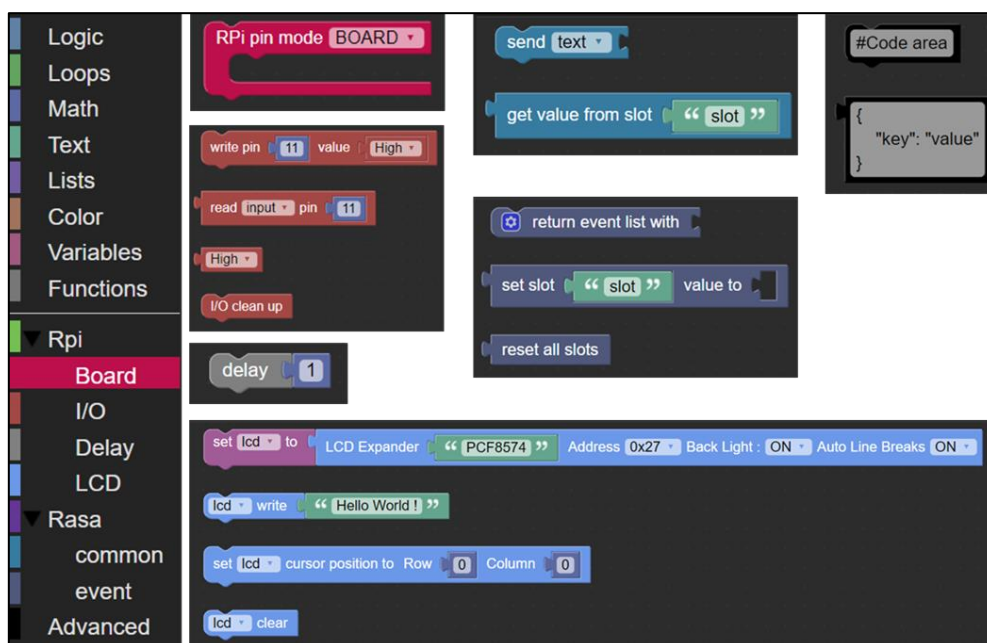 Logic
Loops
Math
Text
Lists
Color
Variables
Functions
Rpi
Board
I/O
Delay
LCD
Rasa
common
event
Advanced
RPi pin mode BOARD
write pin 11 value High
read input pin 11
High
I/O clean up
delay 1
send text
get value from slot “ slot ”
return event list with
set slot “ slot ” value to
reset all slots
#Code area
{
"key": "value"
}
set lcd to LCD Expander “ PCF8574 ” Address 0x27 Back Light : ON Auto Line Breaks ON
lcd write “ Hello World ! ”
set lcd cursor position to Row 0 Column 0
lcd clear